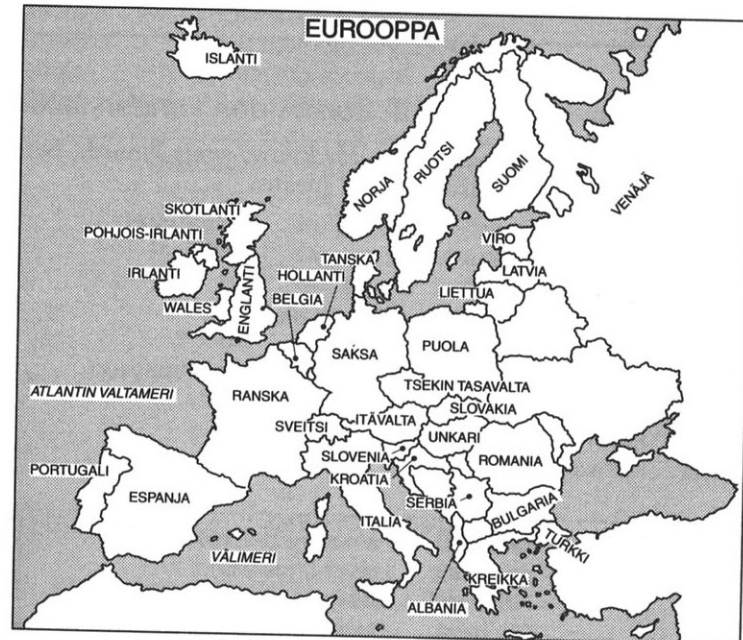 EUROOPPA
ISLANTI
NORJA
RUOTSI
SUOMI
VENÄJÄ
SKOTLANTI
POHJOIS-IRLANTI
IRLANTI
WALES
ENGLANTI
TANSKA
HOLLANTI
BELGIA
VIRO
LATVIA
LIETTUA
SAKSA
PUOLA
ATLANTIN VALTAMERI
RANSKA
TSEKIN TASAVALTA
SLOVAKIA
SVEITSI
ITÄVALTA
UNKARI
SLOVENIA
ROMANIA
KROATIA
PORTUGALI
ESPANJA
SERBIA
BULGARIA
ITALIA
TURKKI
VÄLIMERI
KREIKKA
ALBANIA